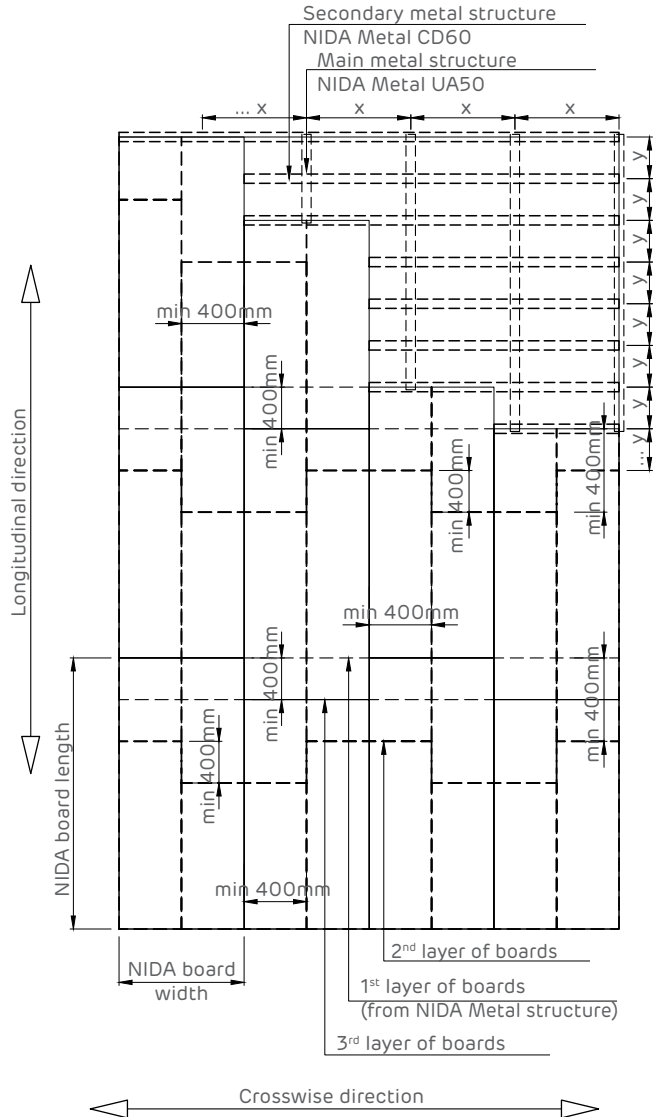 Secondary metal structure
NIDA Metal CD60
Main metal structure
NIDA Metal UA50
... x
x
x
x
y
y
y
y
y
y
y
... y
min 400mm
min 400mm
min 400mm
min 400mm
Longitudinal direction
min 400mm
min 400mm
min 400mm
min 400mm
NIDA board length
min 400mm
NIDA board
width
2nd layer of boards
1st layer of boards
(from NIDA Metal structure)
3rd layer of boards
Crosswise direction